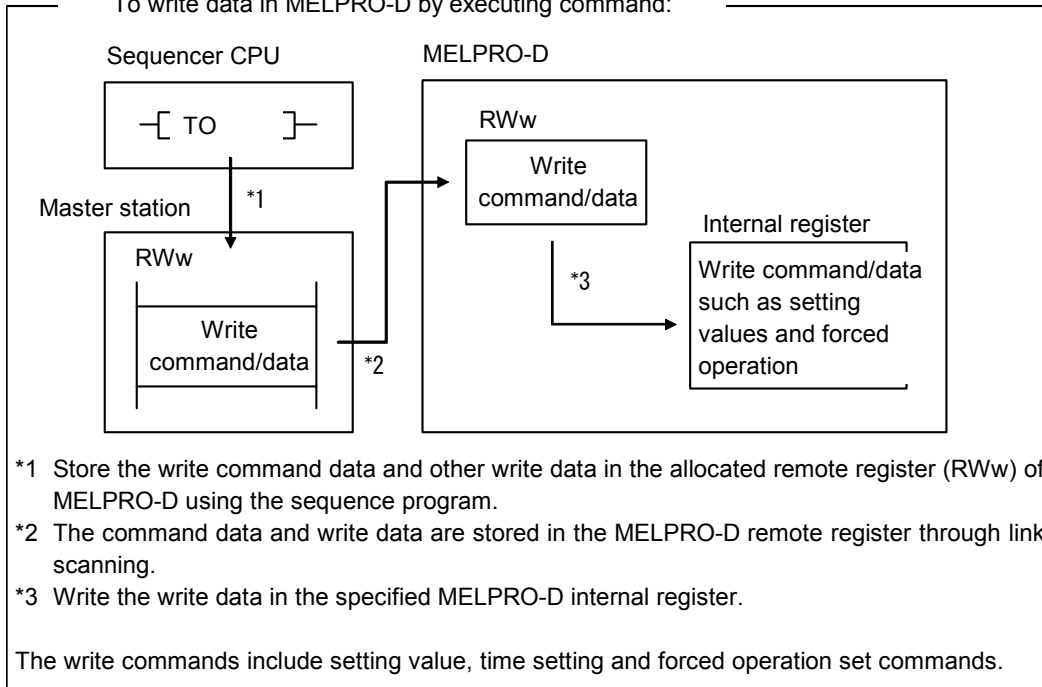 To write data in MELPRO-D by executing command:
Sequencer CPU
MELPRO-D
TO
RWw
Write
command/data
*1
Master station
Internal register
RWw
*3
Write command/data
such as setting
values and forced
operation
Write
command/data
*2
*1 Store the write command data and other write data in the allocated remote register (RWw) of
MELPRO-D using the sequence program.
*2 The command data and write data are stored in the MELPRO-D remote register through link
scanning.
*3 Write the write data in the specified MELPRO-D internal register.
The write commands include setting value, time setting and forced operation set commands.